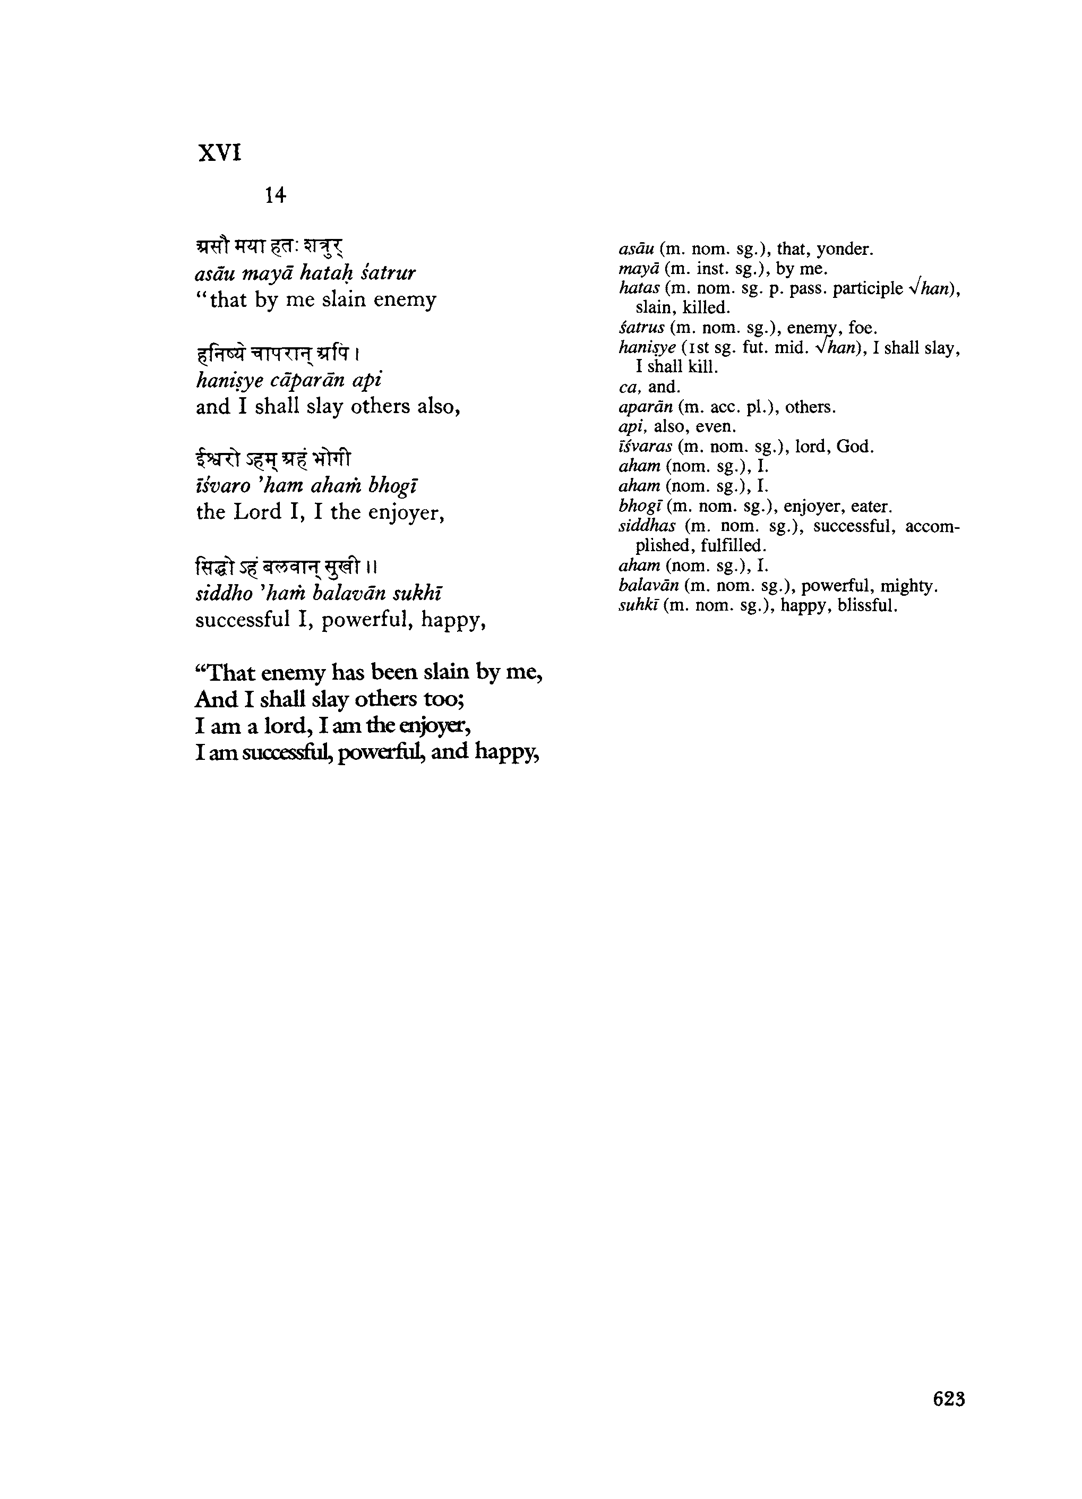 XVI
14
असौ मया हतः शत्रुर्
asāu mayā hataḥ śatrur
“that by me slain enemy
हनिष्ये चापरान् अपि।
haniṣye cāparān api
and I shall slay others also,
ईश्वरो ऽहम् अहं भोगी
īśvaro ’ham ahaṁ bhogī
the Lord I, I the enjoyer,
सिद्धो ऽहं बलवान् सुखी॥
siddho ’haṁ balavān sukhī
successful I, powerful, happy,
“That enemy has been slain by me,
And I shall slay others too;
I am a lord, I am the enjoyer,
I am successful, powerful, and happy,
asāu (m. nom. sg.), that, yonder.
mayā (m. inst. sg.), by me.
hatas (m. nom. sg. p. pass. participle √han),
slain, killed.
śatrus (m. nom. sg.), enemy, foe.
haniṣye (1st sg. fut. mid. √han), I shall slay,
I shall kill.
ca, and.
aparān (m. acc. pl.), others.
api, also, even.
īśvaras (m. nom. sg.), lord, God.
aham (nom. sg.), I.
aham (nom. sg.), I.
bhogī (m. nom. sg.), enjoyer, eater.
siddhas (m. nom. sg.), successful, accom-
plished, fulfilled.
aham (nom. sg.), I.
balavān (m. nom. sg.), powerful, mighty.
suhkī (m. nom. sg.), happy, blissful.
623